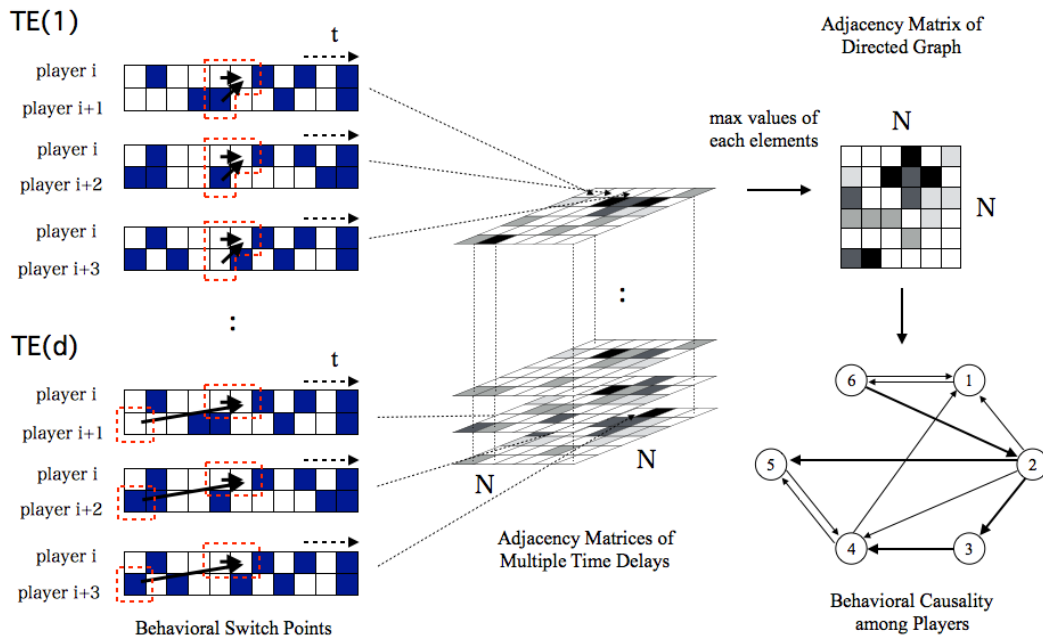 TE(1)
t
player i
player i+1
player i
player i+2
player i
player i+3
:
TE(d)
t
player i
player i+1
player i
player i+2
player i
player i+3
Behavioral Switch Points
:
N
N
Adjacency Matrices of
Multiple Time Delays
max values of
each elements
Adjacency Matrix of
Directed Graph
N
N
6
1
5
2
4
3
Behavioral Causality
among Players